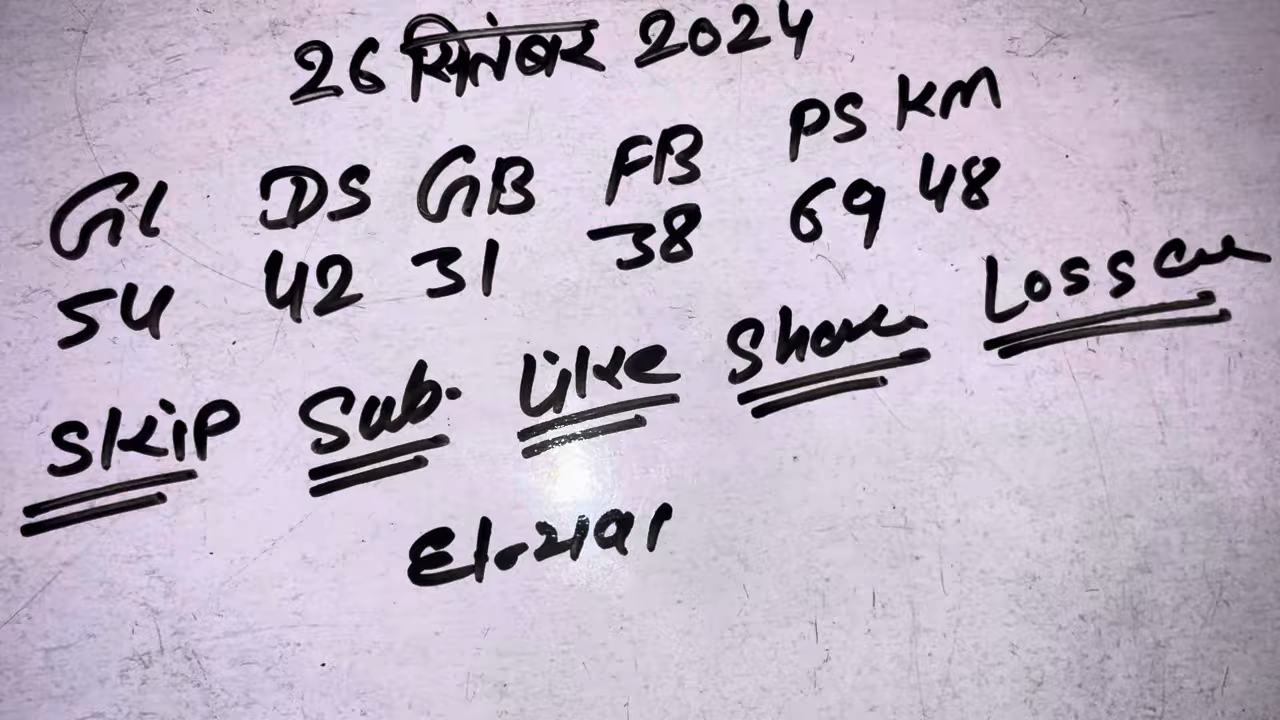 26 सितंबर 2024
GL DS GB FB PS KM
54 42 31 38 69 48
Skip Sub. Like Share Loss